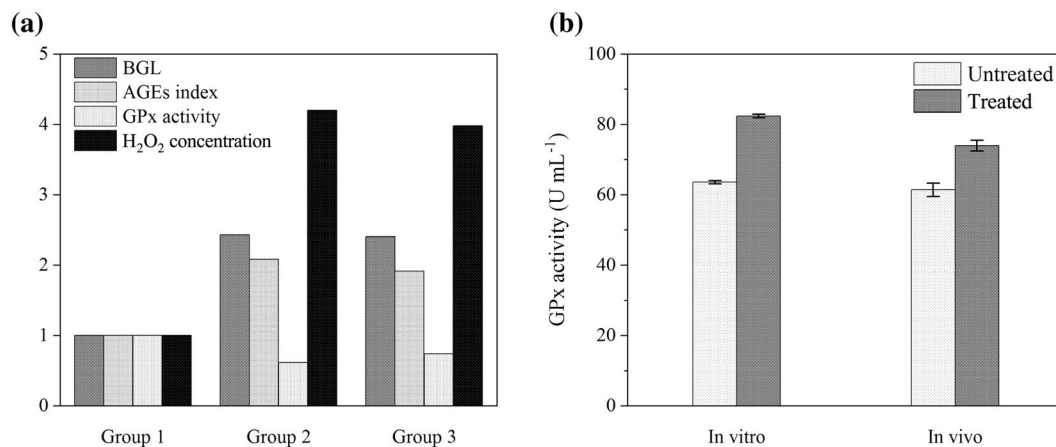 (a)
5
4
3
2
1
0
BGL
AGEs index
GPx activity
H₂O₂ concentration
Group 1 Group 2 Group 3
(b)
GPx activity (U mL⁻¹)
100
80
60
40
20
0
Untreated
Treated
In vitro In vivo